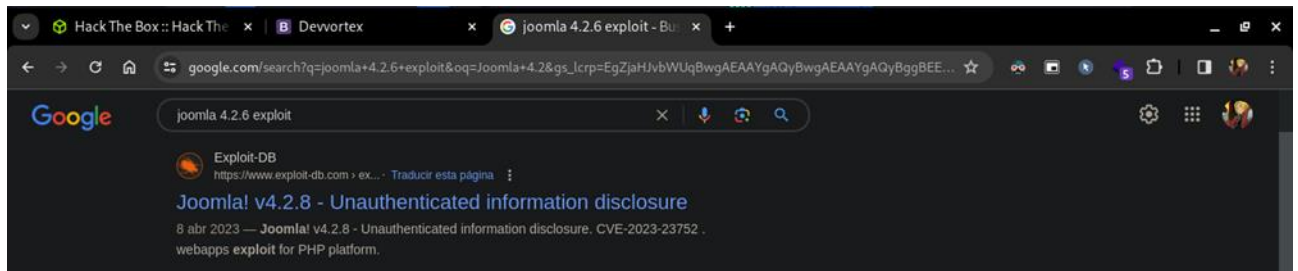 Hack The Box :: Hack The
Devvortex
joomla 4.2.6 exploit - Bus
google.com/search?q=joomla+4.2.6+exploit&oq=Joomla+4.2&gs_lcrp=EgZjaHJvbWUqBwgAEAAYgAQyBwgAEAAYgAQyBggBEE...
S
Google
joomla 4.2.6 exploit
Exploit-DB
https://www.exploit-db.com › ex... · Traducir esta página
Joomla! v4.2.8 - Unauthenticated information disclosure
8 abr 2023 — Joomla! v4.2.8 - Unauthenticated information disclosure. CVE-2023-23752 .
webapps exploit for PHP platform.